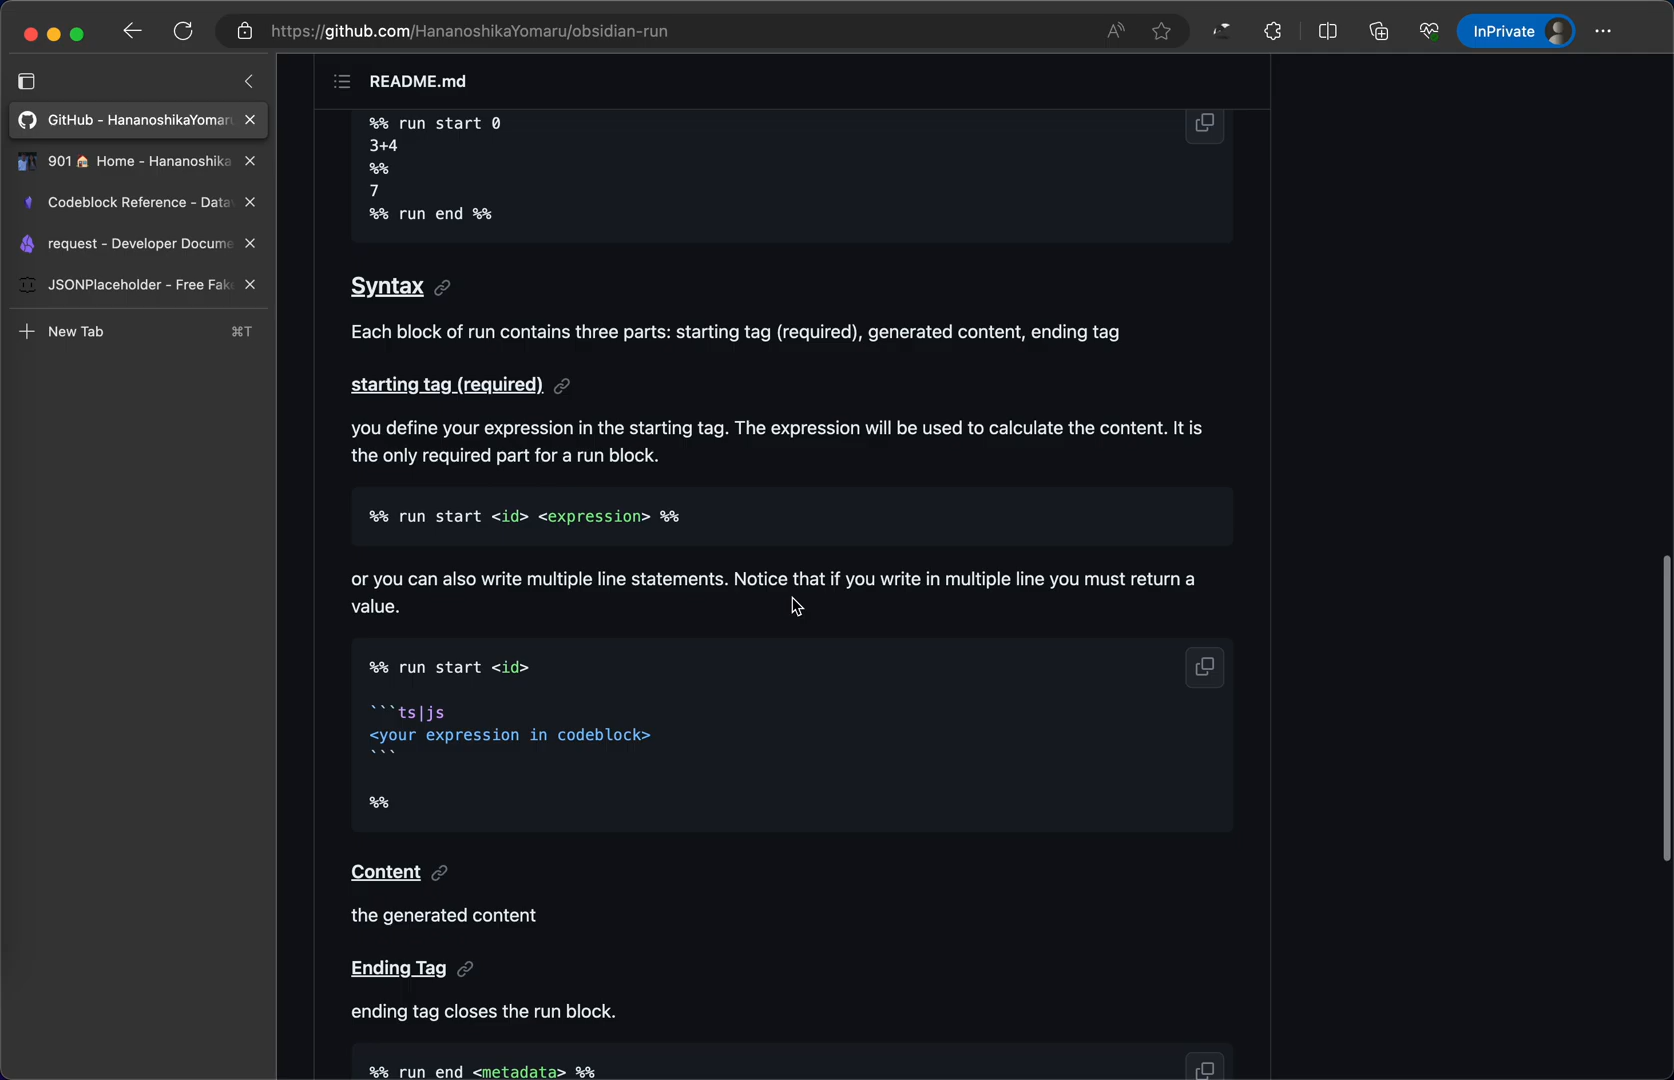 https://github.com/HananoshikaYomaru/obsidian-run
InPrivate
GitHub - HananoshikaYomaru
901 🏠 Home - Hananoshika
Codeblock Reference - Data
request - Developer Docume
JSONPlaceholder - Free Fak
New Tab ⌘T
README.md
%% run start 0
3+4
%%
7
%% run end %%
Syntax
Each block of run contains three parts: starting tag (required), generated content, ending tag
starting tag (required)
you define your expression in the starting tag. The expression will be used to calculate the content. It is
the only required part for a run block.
%% run start <id> <expression> %%
or you can also write multiple line statements. Notice that if you write in multiple line you must return a
value.
%% run start <id>
```ts|js
<your expression in codeblock>
```
%%
Content
the generated content
Ending Tag
ending tag closes the run block.
%% run end <metadata> %%